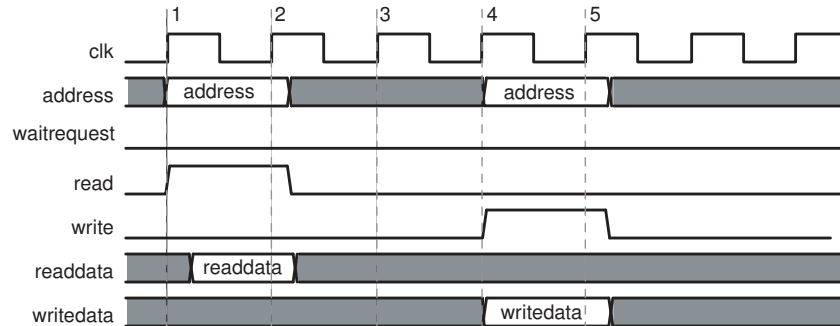 1 2 3 4 5
clk
address address address
waitrequest
read
write
readdata readdata
writedata writedata